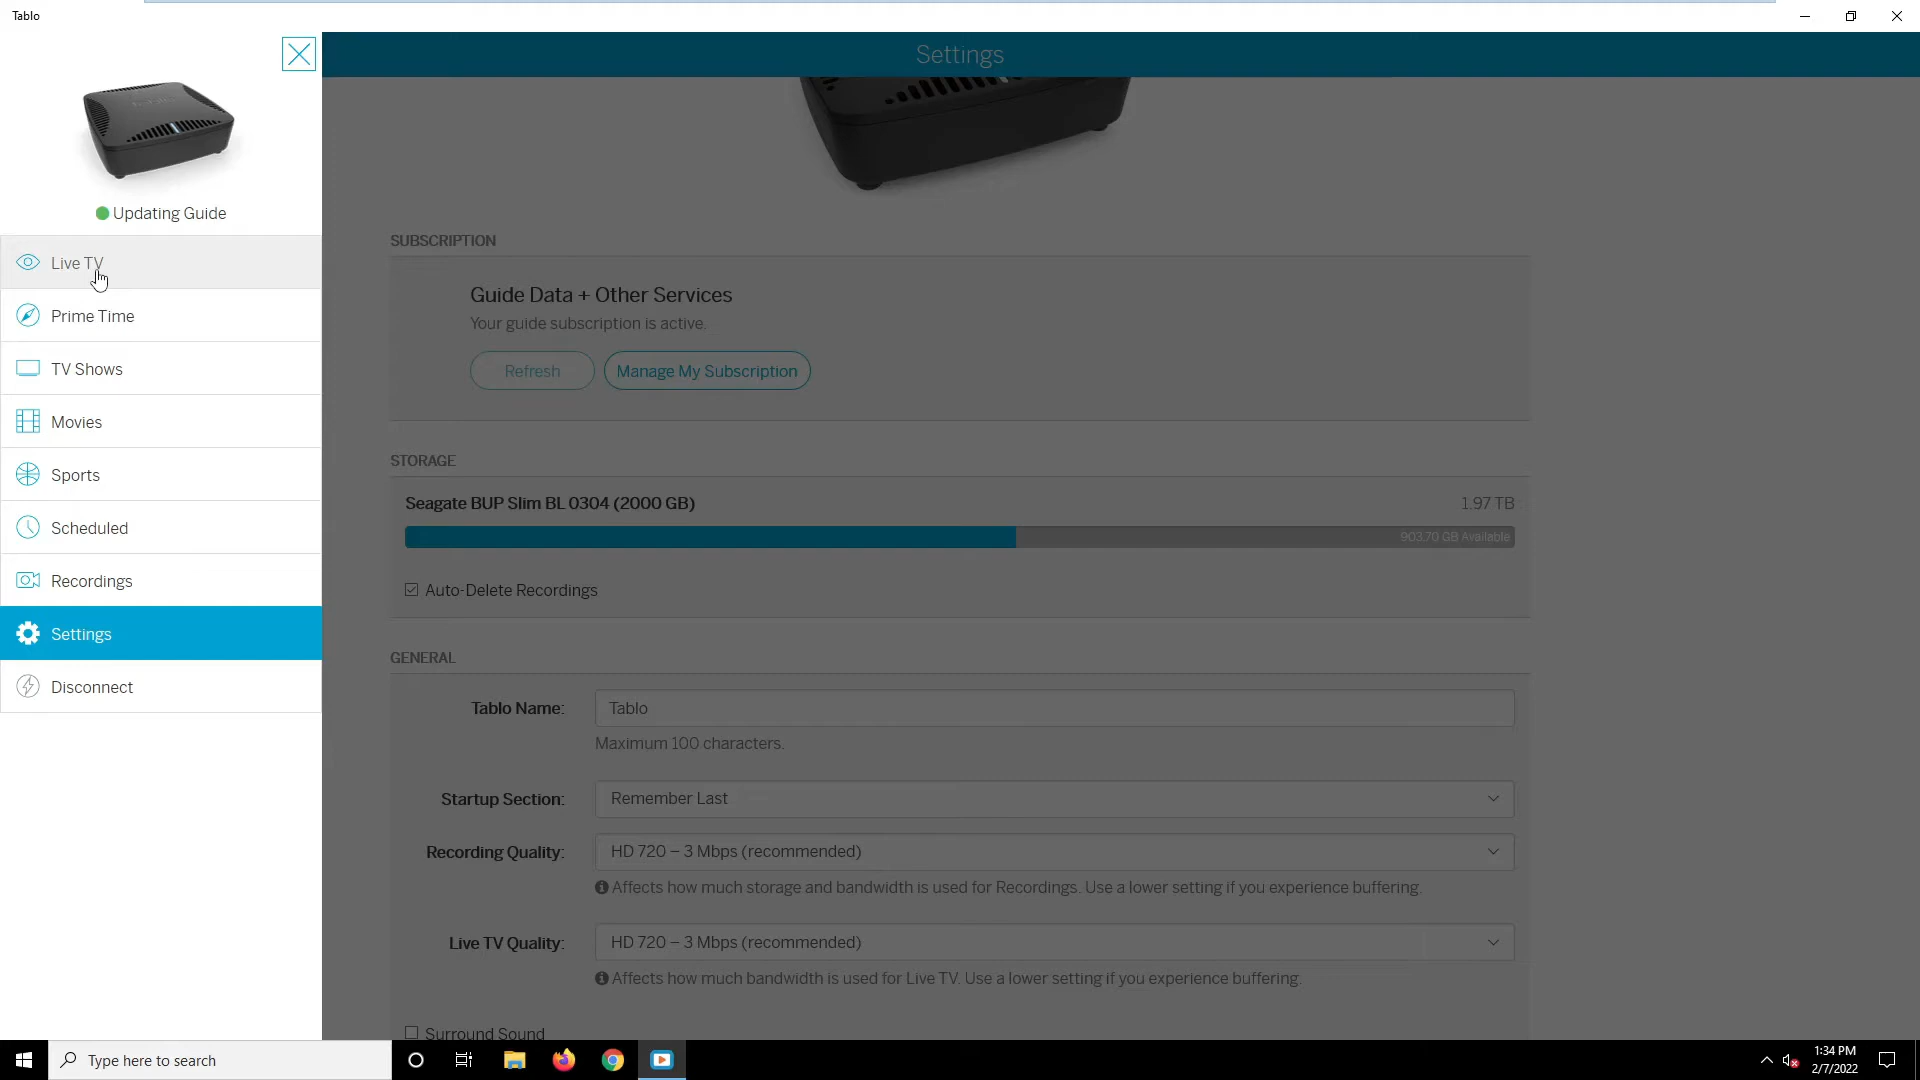 Tablo
Settings
Updating Guide
Live TV
Prime Time
TV Shows
Movies
Sports
Scheduled
Recordings
Settings
Disconnect
SUBSCRIPTION
Guide Data + Other Services
Your guide subscription is active.
Refresh
Manage My Subscription
STORAGE
Seagate BUP Slim BL 0304 (2000 GB)
1.97 TB
903.70 GB Available
Auto-Delete Recordings
GENERAL
Tablo Name:
Tablo
Maximum 100 characters.
Startup Section:
Remember Last
Recording Quality:
HD 720 – 3 Mbps (recommended)
Affects how much storage and bandwidth is used for Recordings. Use a lower setting if you experience buffering.
Live TV Quality:
HD 720 – 3 Mbps (recommended)
Affects how much bandwidth is used for Live TV. Use a lower setting if you experience buffering.
Surround Sound
Type here to search
1:34 PM
2/7/2022